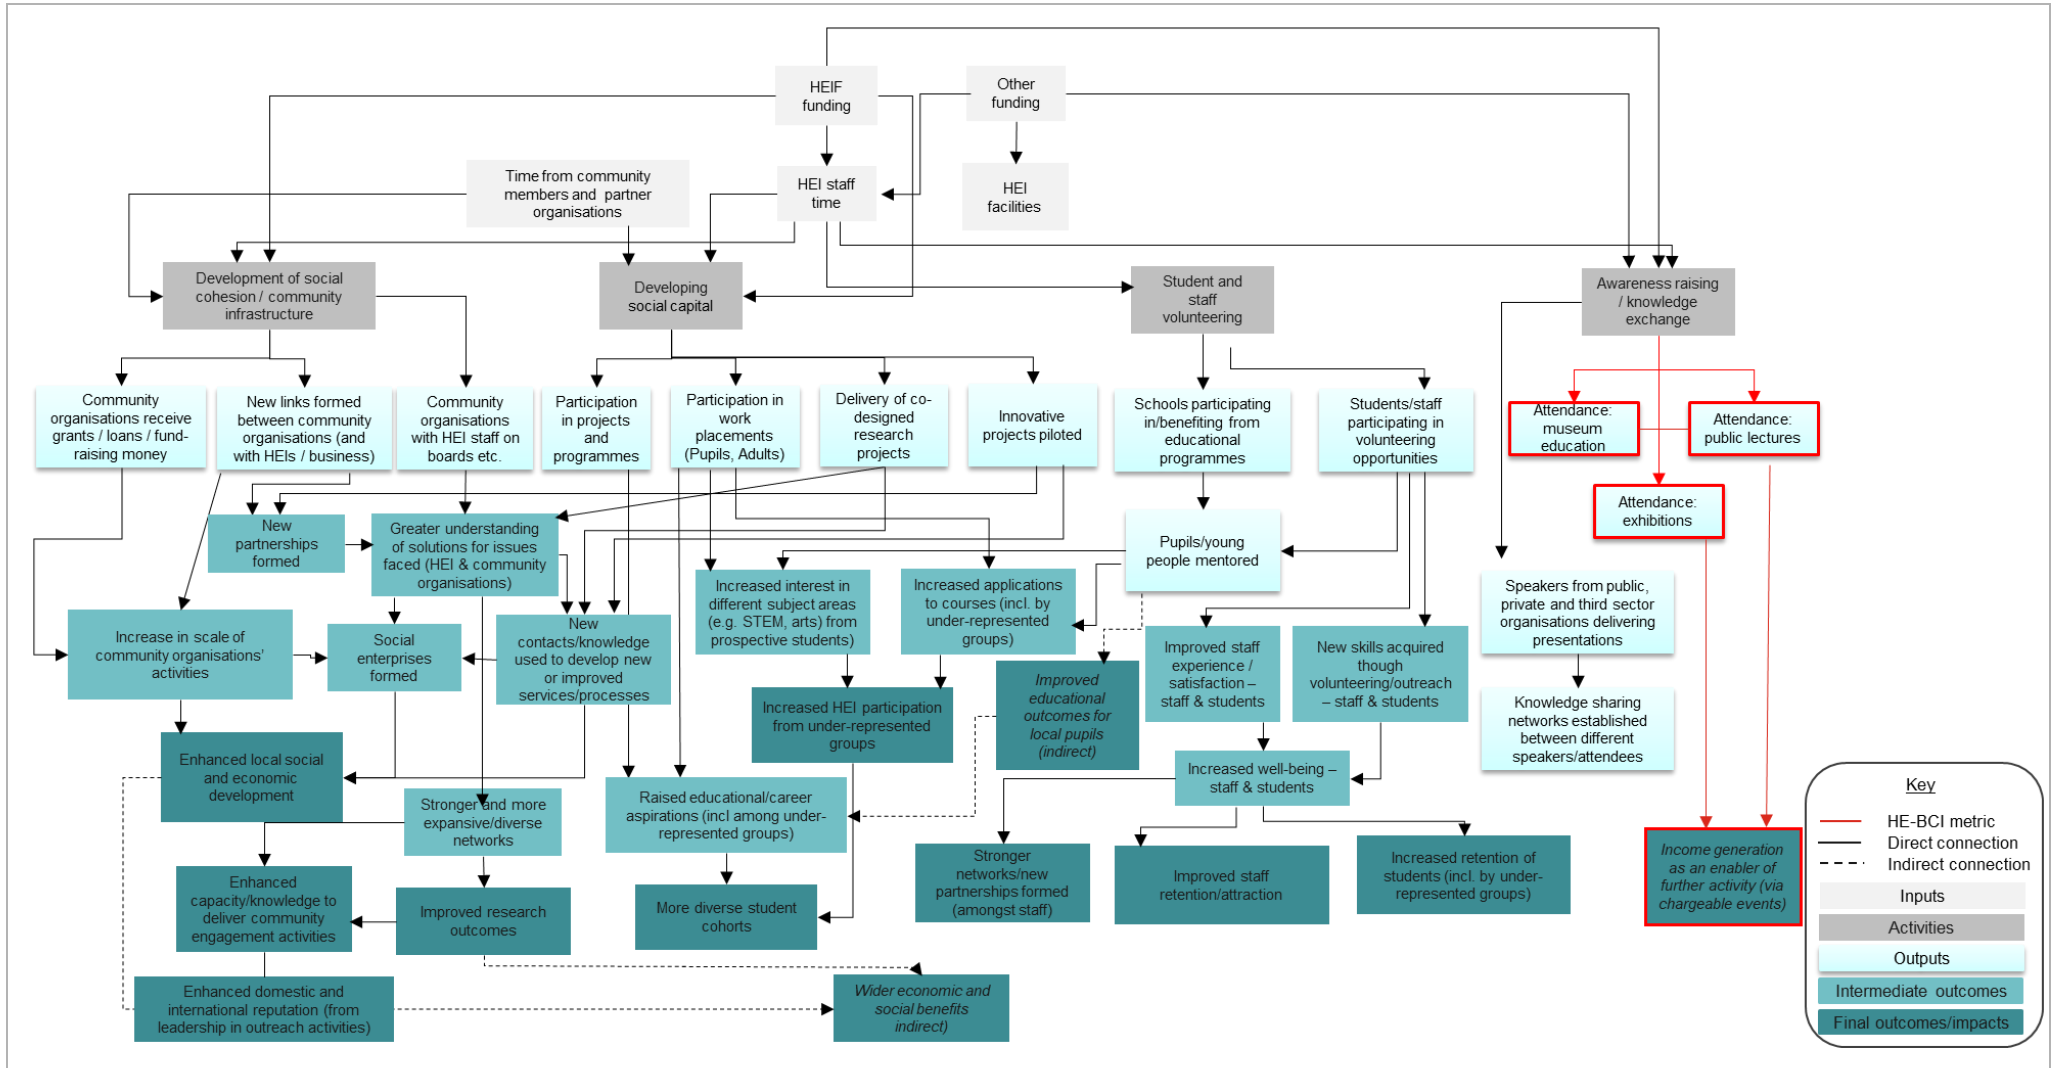 HEIF
funding
Other
funding
Time from community
members and partner
organisations
HEI staff
time
HEI
facilities
Development of social
cohesion / community
infrastructure
Developing
social capital
Student and
staff
volunteering
Awareness raising
/ knowledge
exchange
Community
organisations receive
grants / loans / fund-
raising money
New links formed
between community
organisations (and
with HEIs / business)
Community
organisations
with HEI staff on
boards etc.
Participation
in projects
and
programmes
Participation in
work
placements
(Pupils, Adults)
Delivery of co-
designed
research
projects
Innovative
projects piloted
Schools participating
in/benefiting from
educational
programmes
Students/staff
participating in
volunteering
opportunities
Attendance:
museum
education
Attendance:
public lectures
Attendance:
exhibitions
New
partnerships
formed
Greater understanding
of solutions for issues
faced (HEI & community
organisations)
Pupils/young
people mentored
Increased interest in
different subject areas
(e.g. STEM, arts) from
prospective students)
Increased applications
to courses (incl. by
under-represented
groups)
Speakers from public,
private and third sector
organisations delivering
presentations
Increase in scale of
community organisations'
activities
Social
enterprises
formed
New
contacts/knowledge
used to develop new
or improved
services/processes
Improved staff
experience /
satisfaction –
staff & students
New skills acquired
though
volunteering/outreach
– staff & students
Increased HEI participation
from under-represented
groups
Improved
educational
outcomes for
local pupils
(indirect)
Knowledge sharing
networks established
between different
speakers/attendees
Enhanced local social
and economic
development
Stronger and more
expansive/diverse
networks
Raised educational/career
aspirations (incl among under-
represented groups)
Increased well-being –
staff & students
Enhanced
capacity/knowledge to
deliver community
engagement activities
Improved research
outcomes
More diverse student
cohorts
Stronger
networks/new
partnerships formed
(amongst staff)
Improved staff
retention/attraction
Increased retention of
students (incl. by under-
represented groups)
Income generation
as an enabler of
further activity (via
chargeable events)
Enhanced domestic and
international reputation (from
leadership in outreach activities)
Wider economic and
social benefits
indirect)
Key
HE-BCI metric
Direct connection
Indirect connection
Inputs
Activities
Outputs
Intermediate outcomes
Final outcomes/impacts